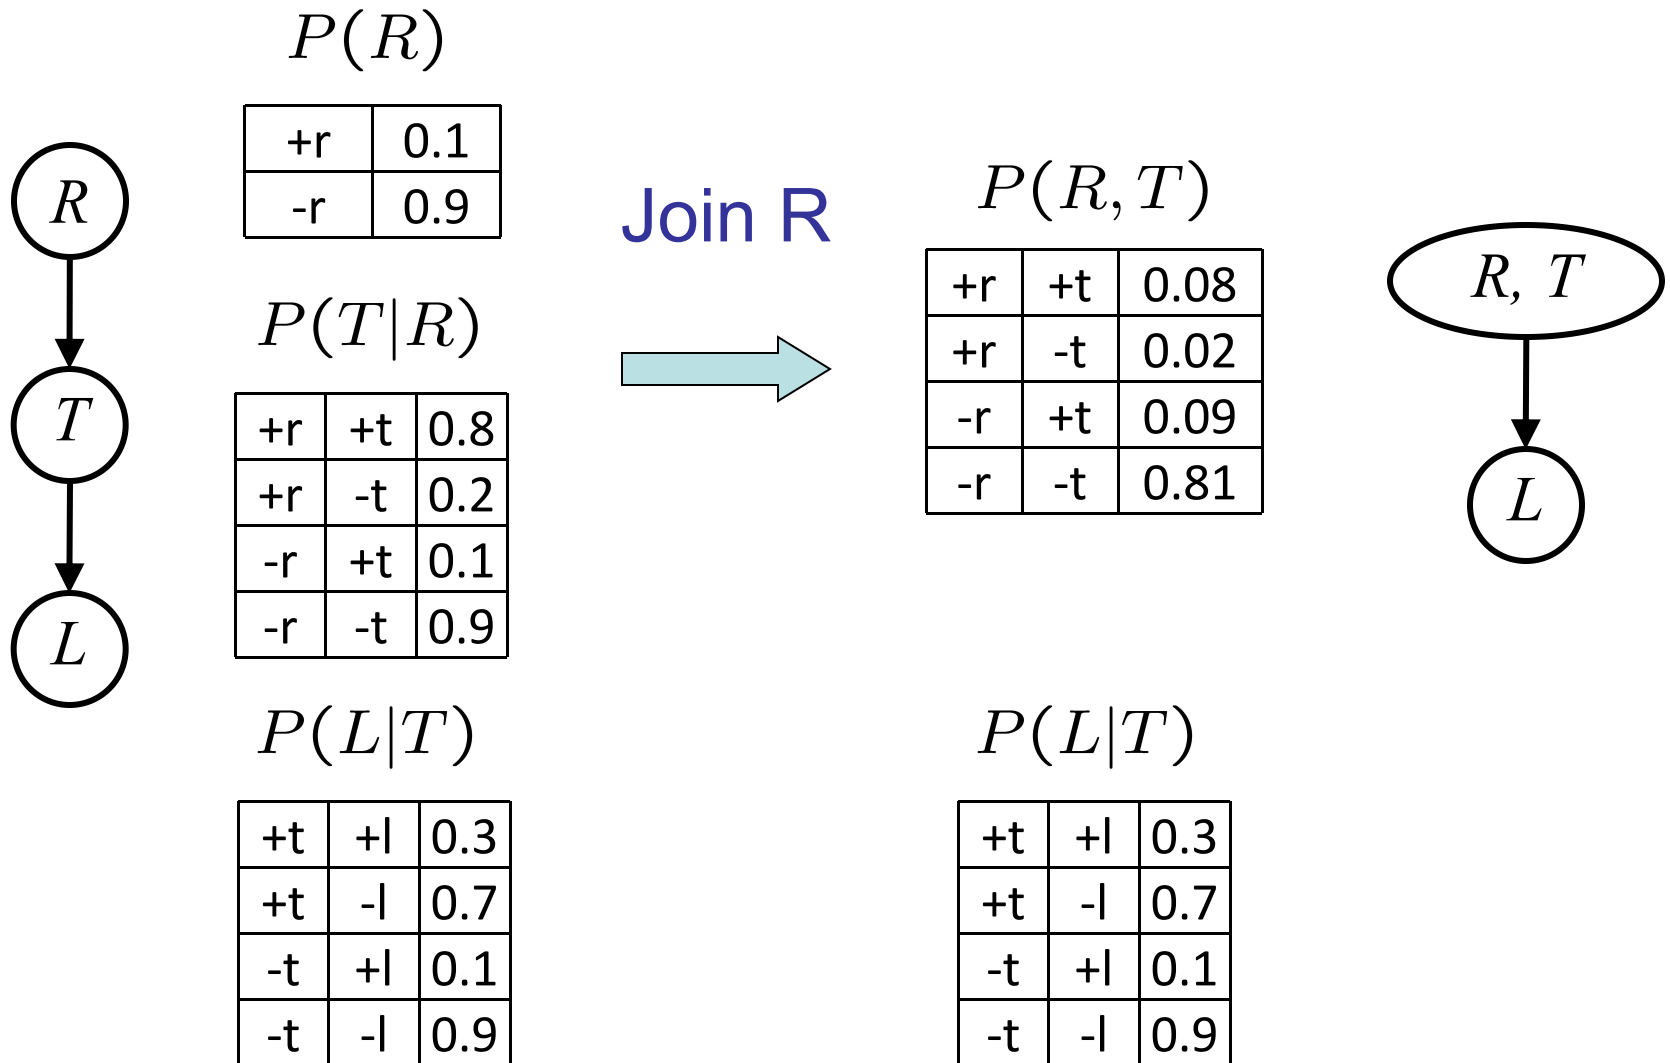 P(R)
+r 0.1
-r 0.9
R
T
L
P(T|R)
+r +t 0.8
+r -t 0.2
-r +t 0.1
-r -t 0.9
P(L|T)
+t +l 0.3
+t -l 0.7
-t +l 0.1
-t -l 0.9
Join R
P(R, T)
+r +t 0.08
+r -t 0.02
-r +t 0.09
-r -t 0.81
R, T
L
P(L|T)
+t +l 0.3
+t -l 0.7
-t +l 0.1
-t -l 0.9